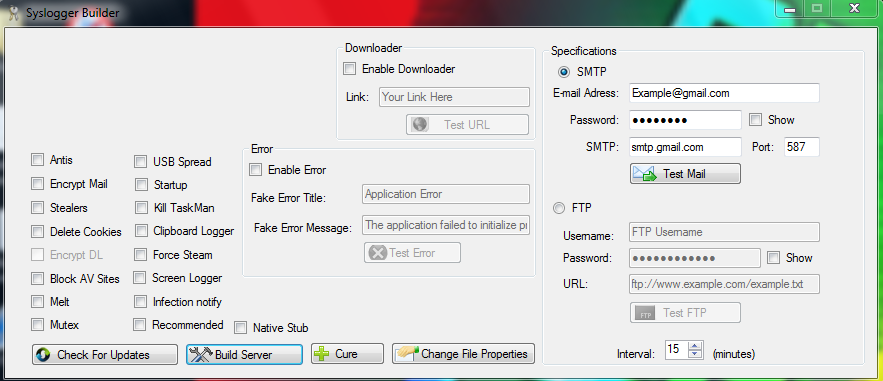 Syslogger Builder
Downloader
Enable Downloader
Link: Your Link Here
Test URL
Specifications
SMTP
E-mail Adress: Example@gmail.com
Password: ●●●●●●●● Show
SMTP: smtp.gmail.com Port: 587
Test Mail
FTP
Username: FTP Username
Password: ●●●●●●●●●●●● Show
URL: ftp://www.example.com/example.txt
Test FTP
Interval: 15 (minutes)
Error
Enable Error
Fake Error Title: Application Error
Fake Error Message: The application failed to initialize pr
Test Error
Antis
Encrypt Mail
Stealers
Delete Cookies
Encrypt DL
Block AV Sites
Melt
Mutex
USB Spread
Startup
Kill TaskMan
Clipboard Logger
Force Steam
Screen Logger
Infection notify
Recommended
Native Stub
Check For Updates
Build Server
Cure
Change File Properties